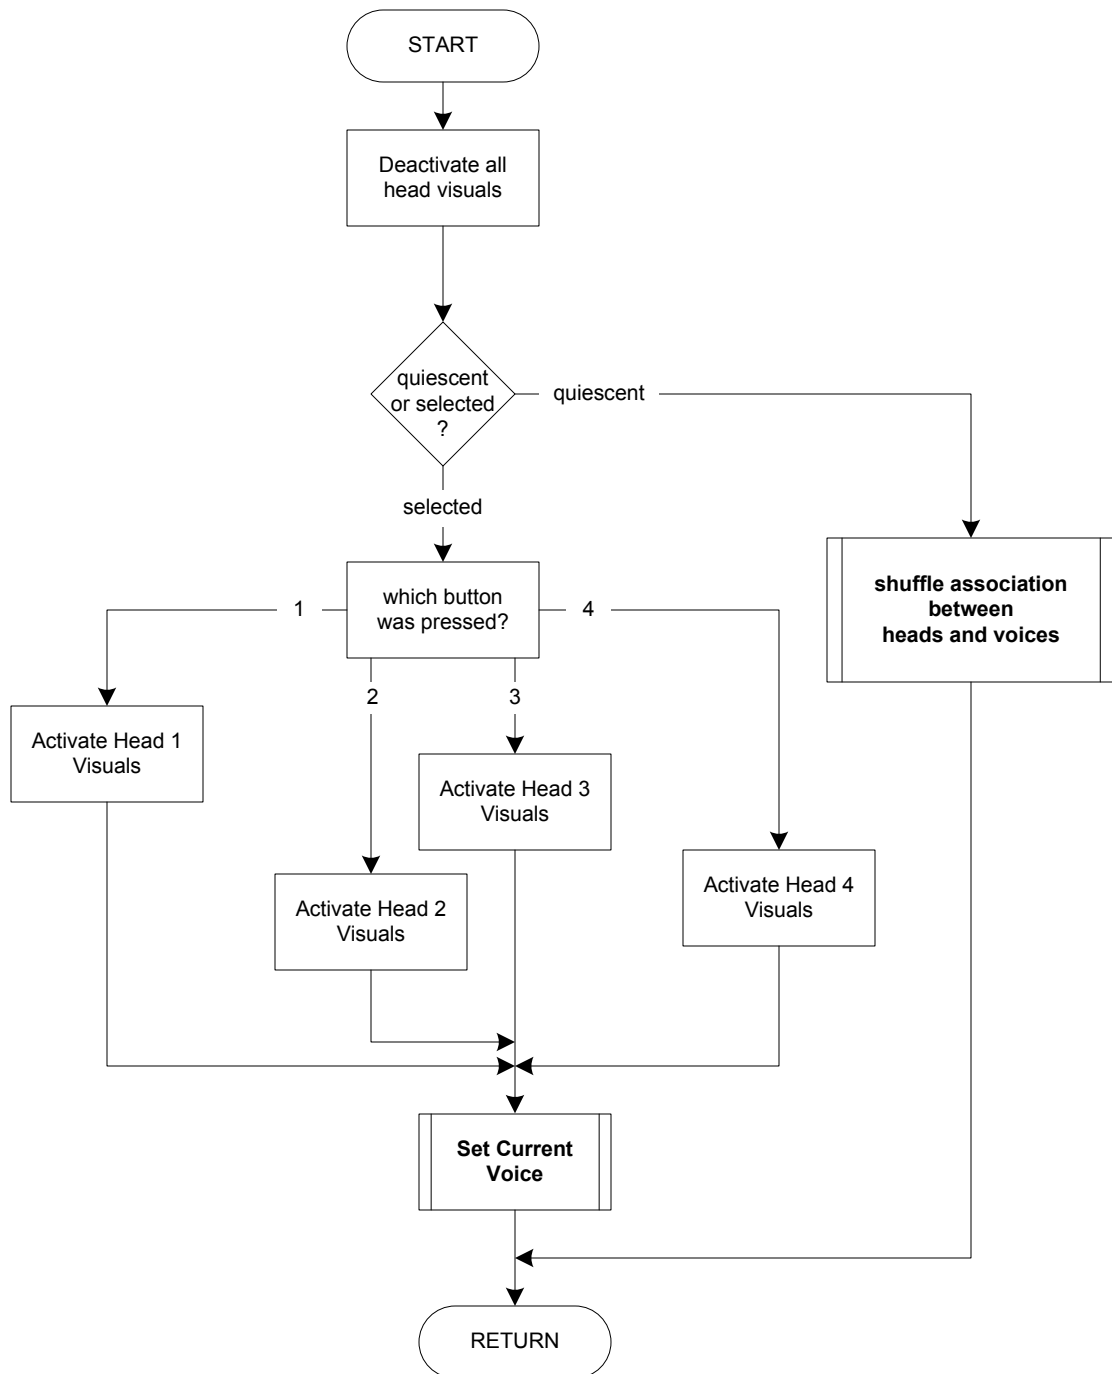 START
Deactivate all
head visuals
quiescent
or selected
?
quiescent
selected
which button
was pressed?
shuffle association
between
heads and voices
1
4
2
3
Activate Head 1
Visuals
Activate Head 3
Visuals
Activate Head 2
Visuals
Activate Head 4
Visuals
Set Current
Voice
RETURN